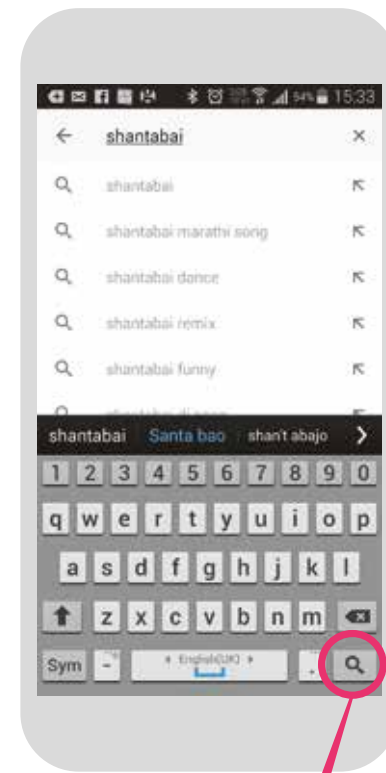 54% 15:33
shantabai
shantabai
shantabai marathi song
shantabai dance
shantabai remix
shantabai funny
shantabai Santa bao shan't abajo
1 2 3 4 5 6 7 8 9 0
q w e r t y u i o p
a s d f g h j k l
z x c v b n m
Sym English(UK)